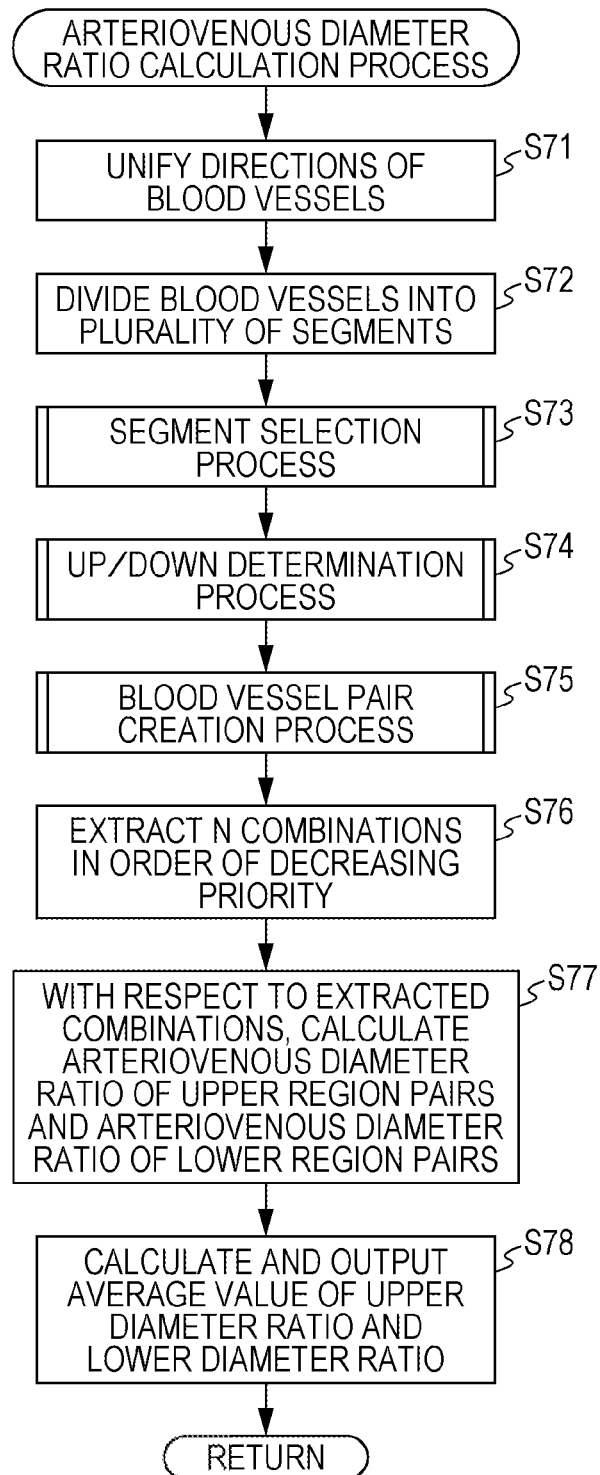 ARTERIOVENOUS DIAMETER
RATIO CALCULATION PROCESS
S71
UNIFY DIRECTIONS OF
BLOOD VESSELS
S72
DIVIDE BLOOD VESSELS INTO
PLURALITY OF SEGMENTS
S73
SEGMENT SELECTION
PROCESS
S74
UP/DOWN DETERMINATION
PROCESS
S75
BLOOD VESSEL PAIR
CREATION PROCESS
S76
EXTRACT N COMBINATIONS
IN ORDER OF DECREASING
PRIORITY
S77
WITH RESPECT TO EXTRACTED
COMBINATIONS, CALCULATE
ARTERIOVENOUS DIAMETER
RATIO OF UPPER REGION PAIRS
AND ARTERIOVENOUS DIAMETER
RATIO OF LOWER REGION PAIRS
S78
CALCULATE AND OUTPUT
AVERAGE VALUE OF UPPER
DIAMETER RATIO AND
LOWER DIAMETER RATIO
RETURN